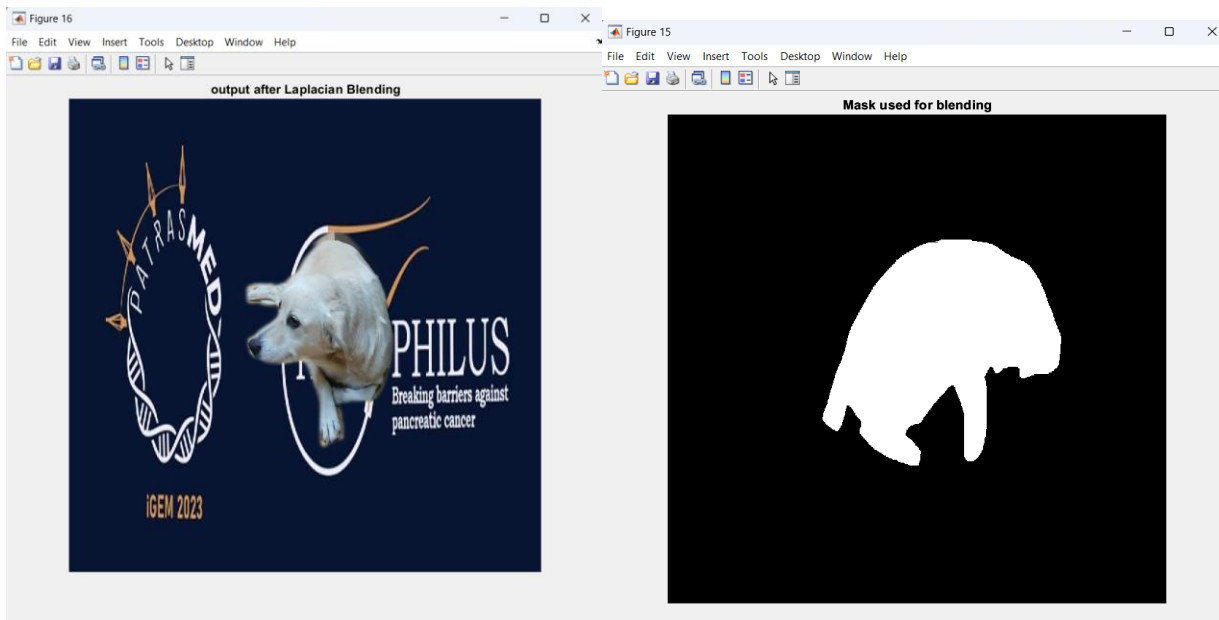 Figure 16
File Edit View Insert Tools Desktop Window Help
output after Laplacian Blending
PATRASMED
PHILUS
Breaking barriers against
pancreatic cancer
iGEM 2023
Figure 15
File Edit View Insert Tools Desktop Window Help
Mask used for blending